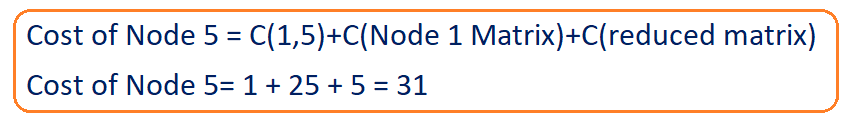 Cost of Node 5 = C(1,5)+C(Node 1 Matrix)+C(reduced matrix)
Cost of Node 5= 1 + 25 + 5 = 31